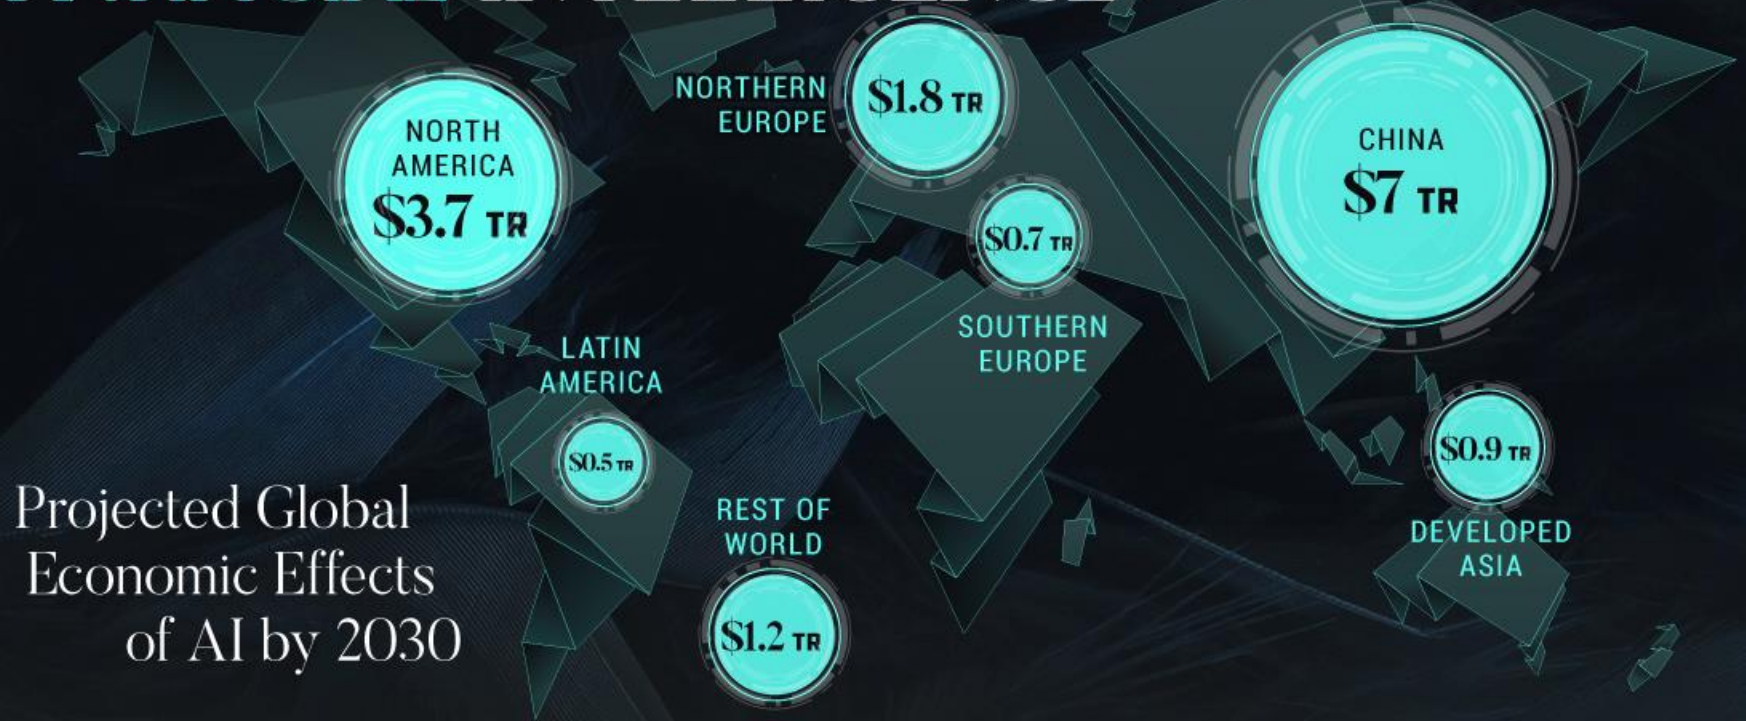 NORTHERN
EUROPE
$1.8 TR
NORTH
AMERICA
$3.7 TR
CHINA
$7 TR
$0.7 TR
SOUTHERN
EUROPE
LATIN
AMERICA
$0.5 TR
$0.9 TR
DEVELOPED
ASIA
REST OF
WORLD
$1.2 TR
Projected Global
Economic Effects
of AI by 2030